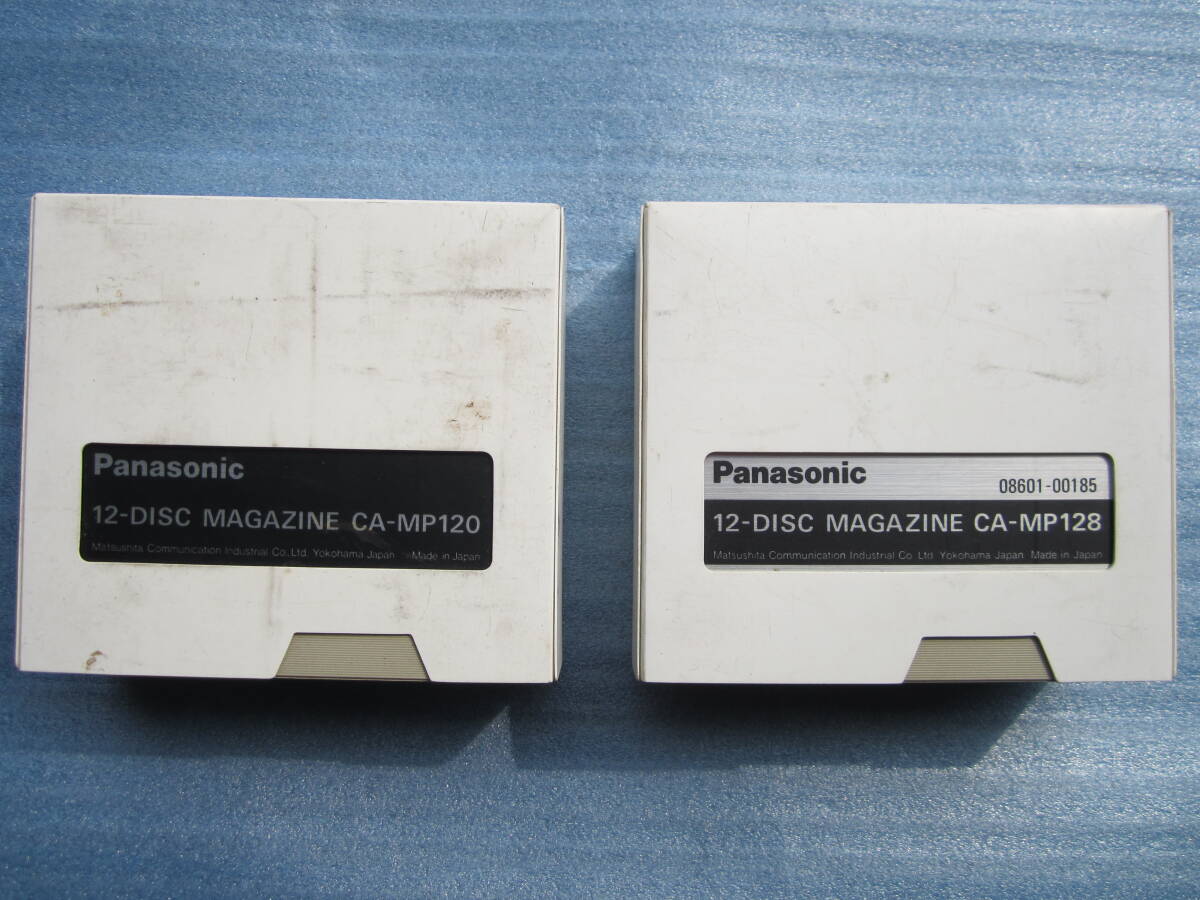 Panasonic
12-DISC MAGAZINE CA-MP120
Matsushita Communication Industrial Co.,Ltd. Yokohama Japan Made in Japan
Panasonic
08601-00185
12-DISC MAGAZINE CA-MP128
Matsushita Communication Industrial Co. Ltd. Yokohama Japan Made in Japan